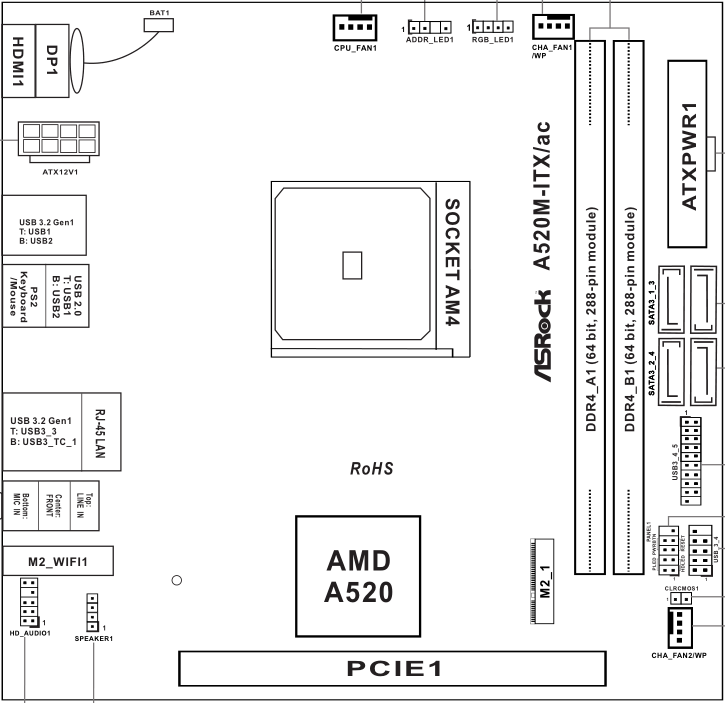 BAT1
HDMI1
DP1
CPU_FAN1
1
ADDR_LED1
1
RGB_LED1
CHA_FAN1
/WP
ATX12V1
ATXPWR1
USB 3.2 Gen1
T: USB1
B: USB2
PS2
Keyboard
/Mouse
USB 2.0
T: USB1
B: USB2
SOCKET AM4
ASRock
A520M-ITX/ac
DDR4_A1 (64 bit, 288-pin module)
DDR4_B1 (64 bit, 288-pin module)
SATA3_1_3
SATA3_2_4
USB 3.2 Gen1
T: USB3_3
B: USB3_TC_1
RJ-45 LAN
1
USB3_4_5
RoHS
Top:
LINE IN
Center:
FRONT
Bottom:
MIC IN
M2_WIFI1
AMD
A520
M2_1
PANEL1
PLED PWRBTN
HDLED RESET
1
USB_3_4
1
CLRCMOS1
1
HD_AUDIO1
1
SPEAKER1
1
CHA_FAN2/WP
PCIE1